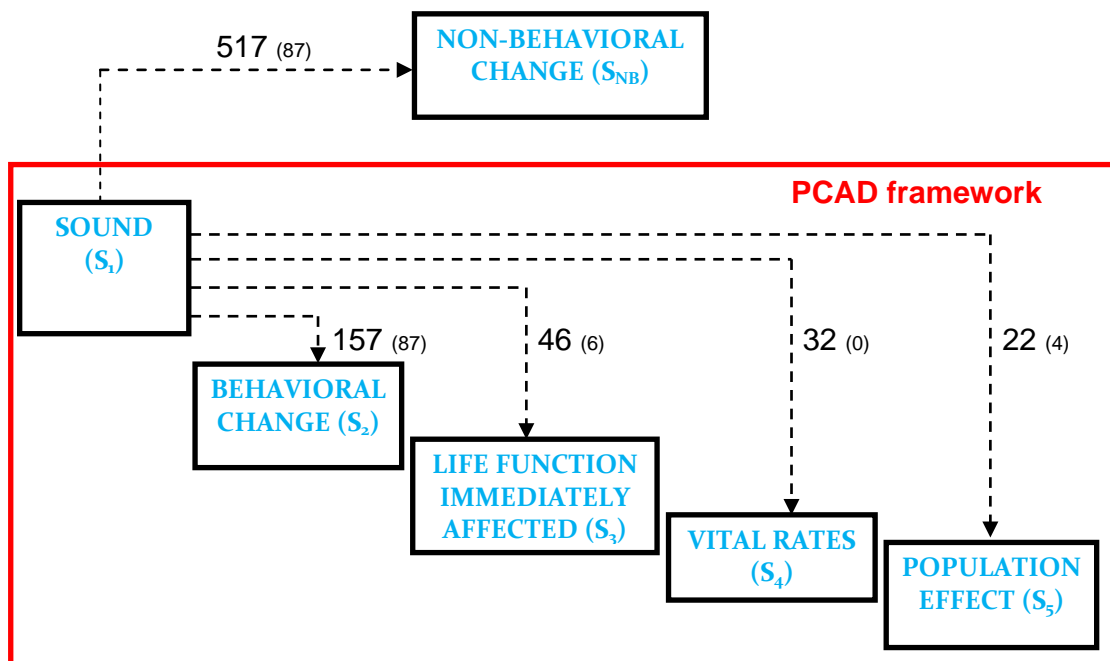 517 (87)
NON-BEHAVIORAL
CHANGE (S_NB)
PCAD framework
SOUND
(S₁)
157 (87)
46 (6)
32 (0)
22 (4)
BEHAVIORAL
CHANGE (S₂)
LIFE FUNCTION
IMMEDIATELY
AFFECTED (S₃)
VITAL RATES
(S₄)
POPULATION
EFFECT (S₅)